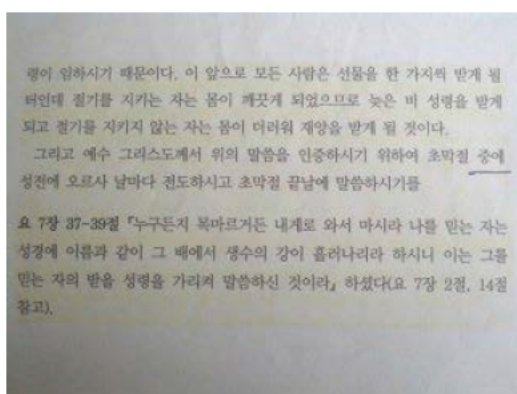 령이 임하시기 때문이다. 이 앞으로 모든 사람은 선물을 한 가지씩 받게 될
터인데 절기를 지키는 자는 몸이 깨끗게 되었으므로 늦은 비 성령을 받게
되고 절기를 지키지 않는 자는 몸이 더러워 재앙을 받게 될 것이다.
그리고 예수 그리스도께서 위의 말씀을 인증하시기 위하여 초막절 중에
성전에 오르사 날마다 전도하시고 초막절 끝날에 말씀하시기를
요 7장 37-39절 『누구든지 목마르거든 내게로 와서 마시라 나를 믿는 자는
성경에 이름과 같이 그 배에서 생수의 강이 흘러나리라 하시니 이는 그를
믿는 자의 받을 성령을 가리켜 말씀하신 것이라』 하셨다(요 7장 2절, 14절
참고).